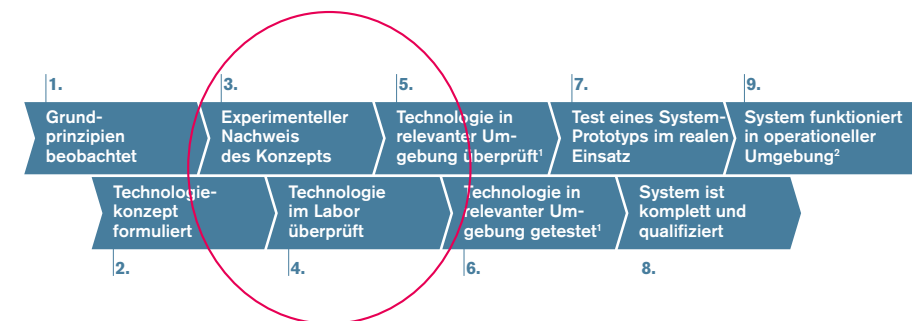 1.
3.
5.
7.
9.
Grund-
prinzipien
beobachtet
Experimenteller
Nachweis
des Konzepts
Technologie in
relevanter Um-
gebung überprüft¹
Test eines System-
Prototyps im realen
Einsatz
System funktioniert
in operationeller
Umgebung²
Technologie-
konzept
formuliert
Technologie
im Labor
überprüft
Technologie in
relevanter Um-
gebung getestet¹
System ist
komplett und
qualifiziert
2.
4.
6.
8.